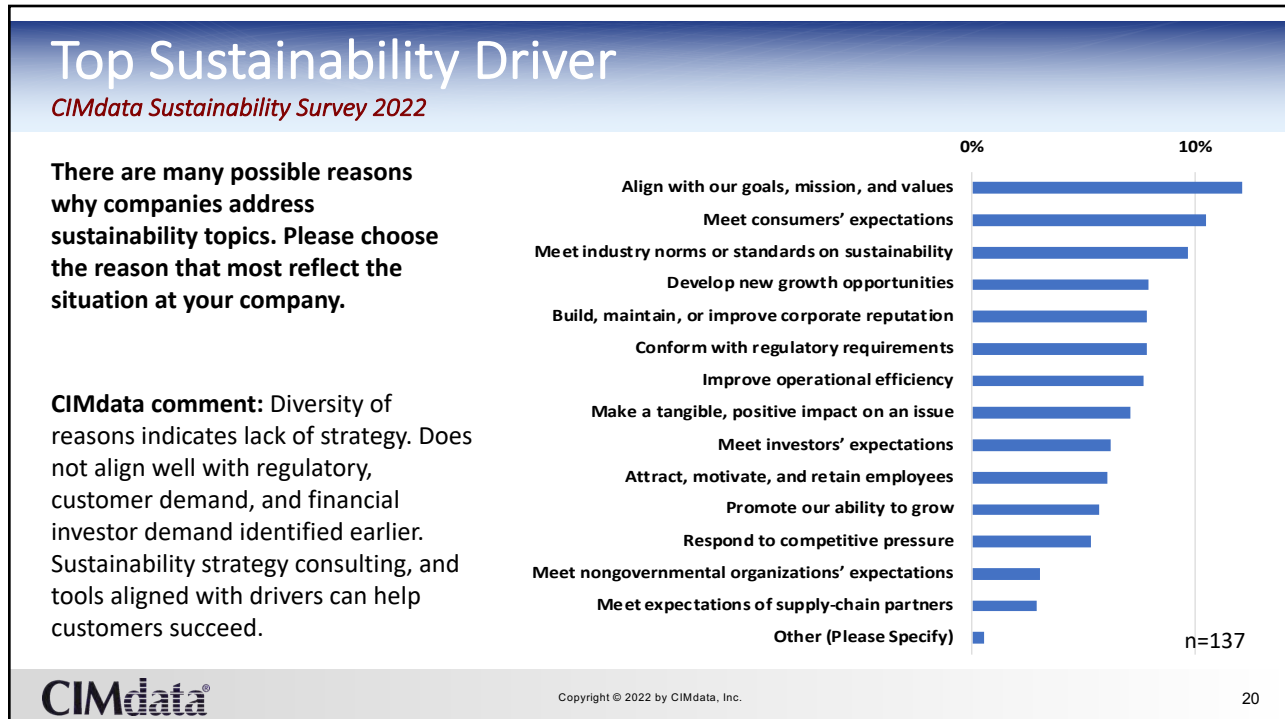 Top Sustainability Driver
CIMdata Sustainability Survey 2022
There are many possible reasons
why companies address
sustainability topics. Please choose
the reason that most reflect the
situation at your company.
CIMdata comment: Diversity of
reasons indicates lack of strategy. Does
not align well with regulatory,
customer demand, and financial
investor demand identified earlier.
Sustainability strategy consulting, and
tools aligned with drivers can help
customers succeed.
0% 10%
Align with our goals, mission, and values
Meet consumers’ expectations
Meet industry norms or standards on sustainability
Develop new growth opportunities
Build, maintain, or improve corporate reputation
Conform with regulatory requirements
Improve operational efficiency
Make a tangible, positive impact on an issue
Meet investors’ expectations
Attract, motivate, and retain employees
Promote our ability to grow
Respond to competitive pressure
Meet nongovernmental organizations’ expectations
Meet expectations of supply-chain partners
Other (Please Specify)
n=137
CIMdata®
Copyright © 2022 by CIMdata, Inc.
20